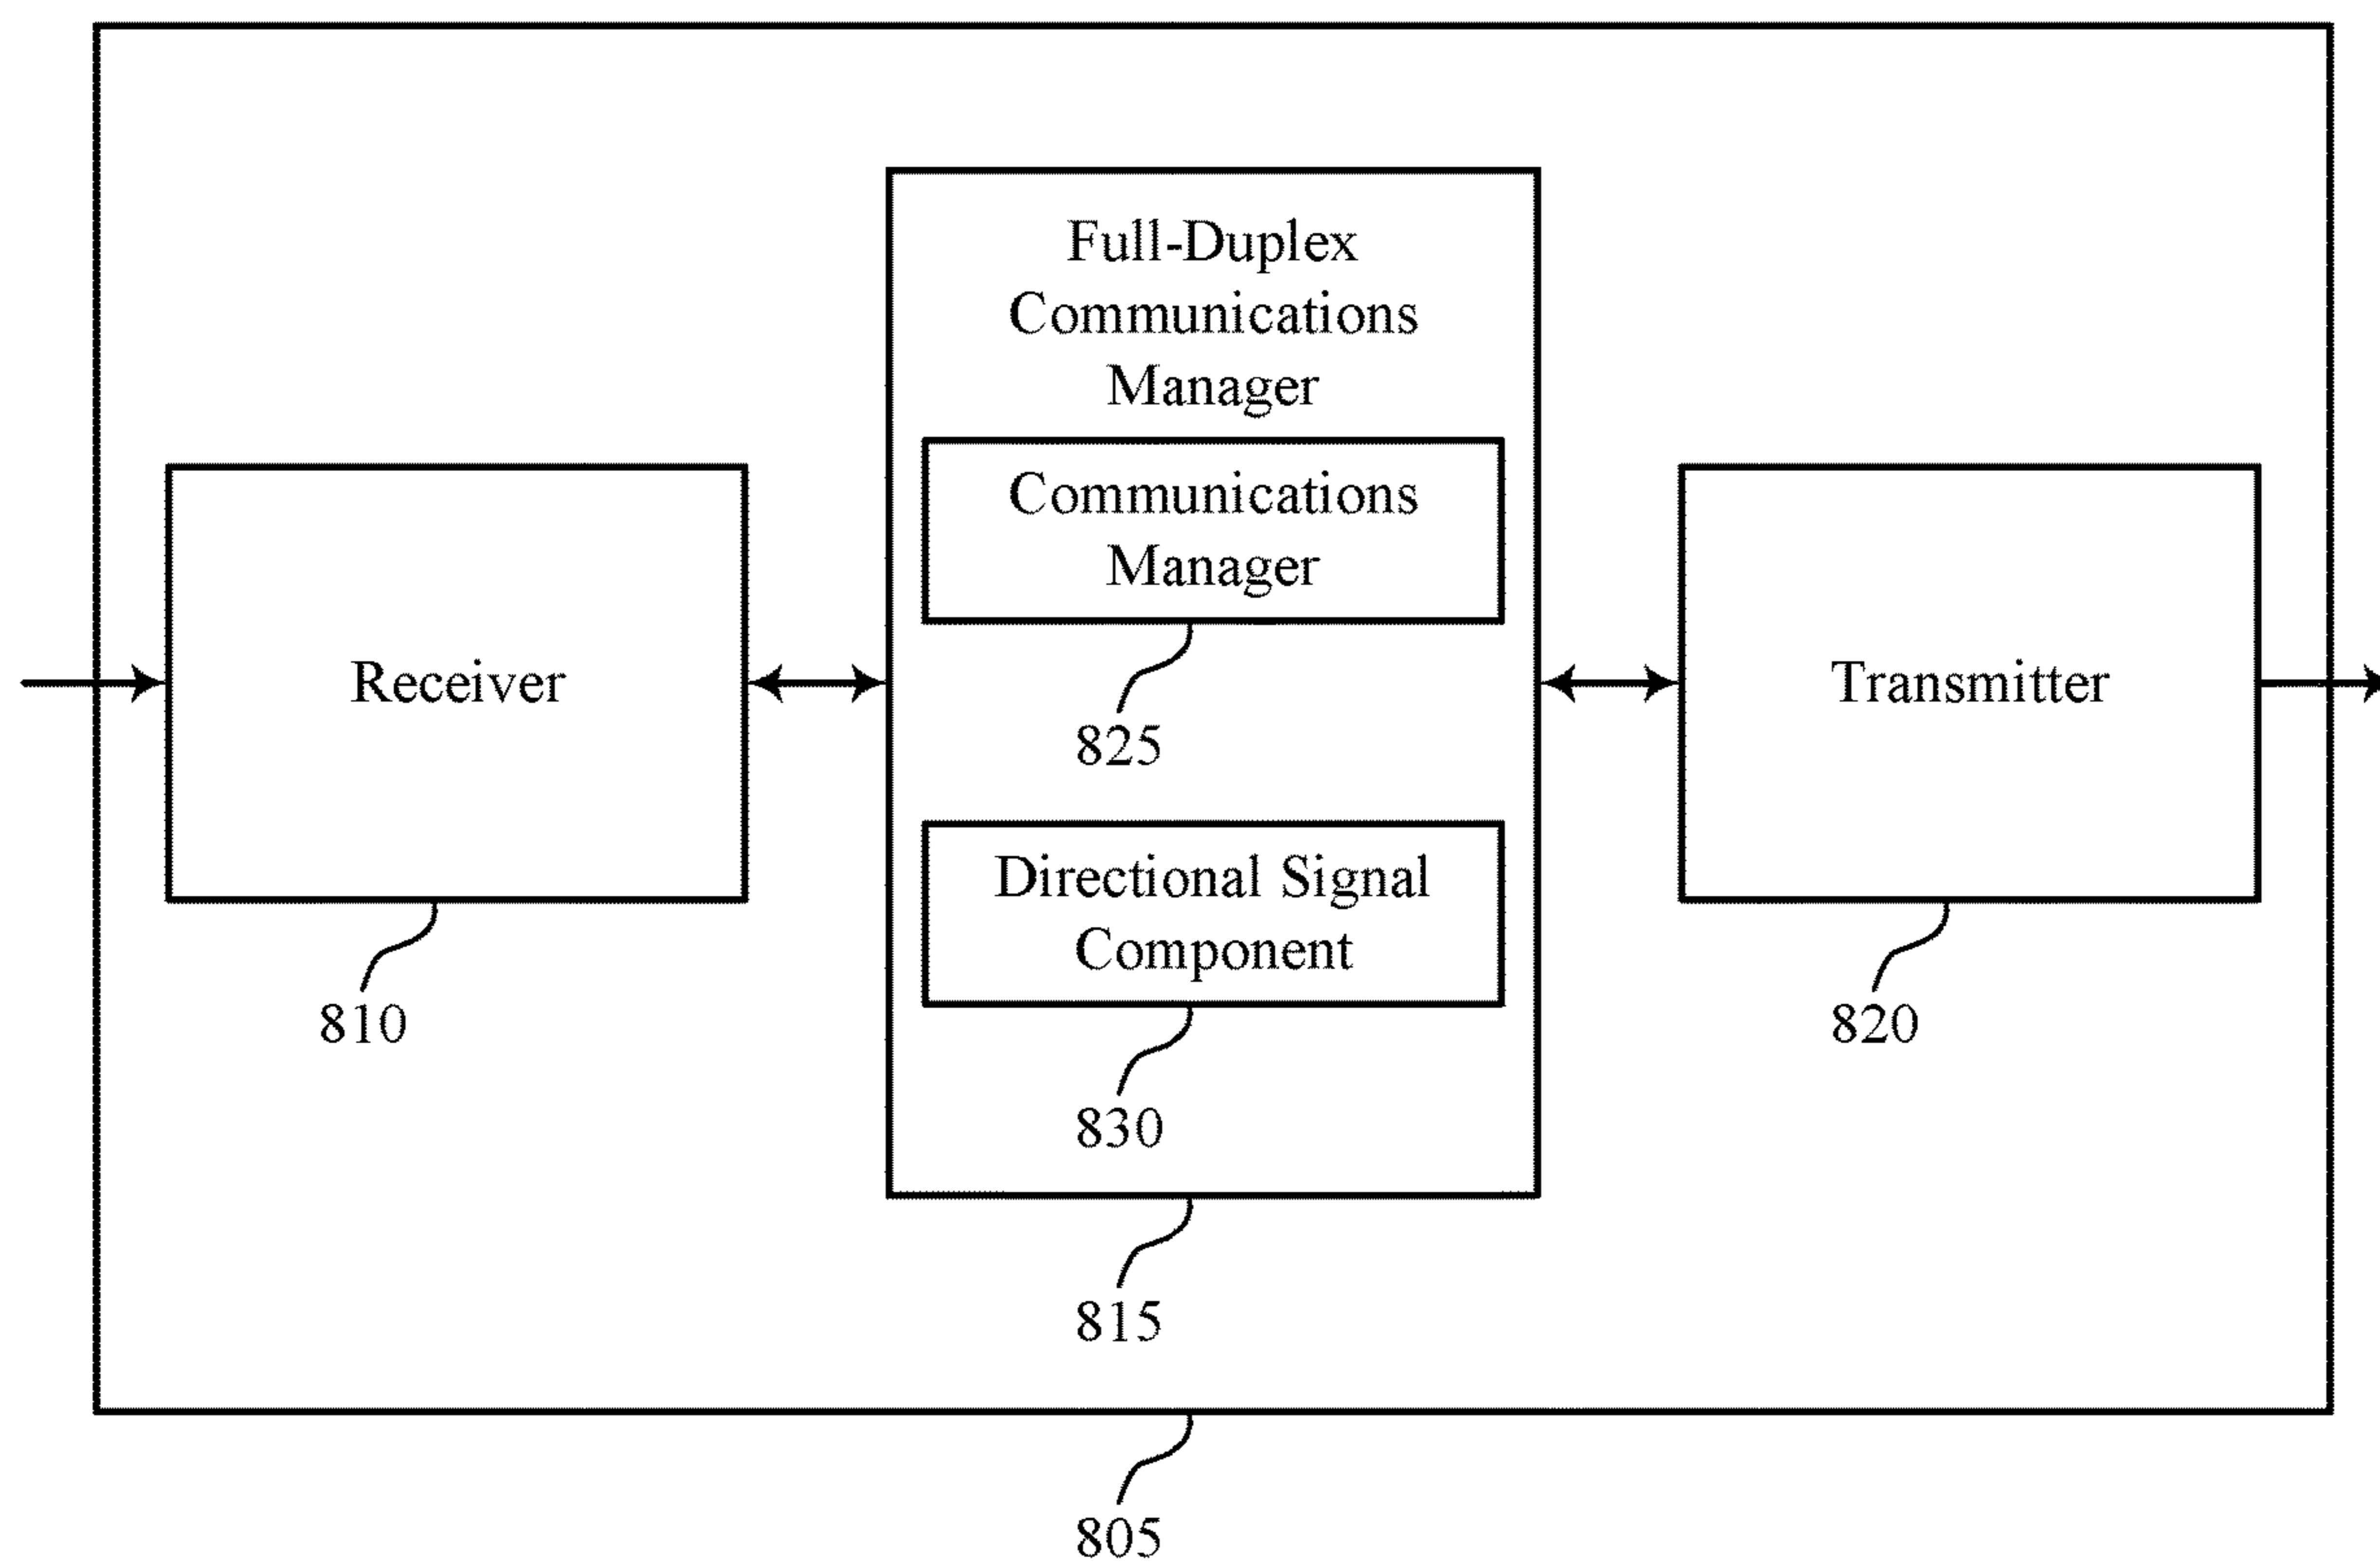 Full-Duplex
Communications
Manager
Communications
Manager
825
Receiver
810
Transmitter
820
Directional Signal
Component
830
815
805